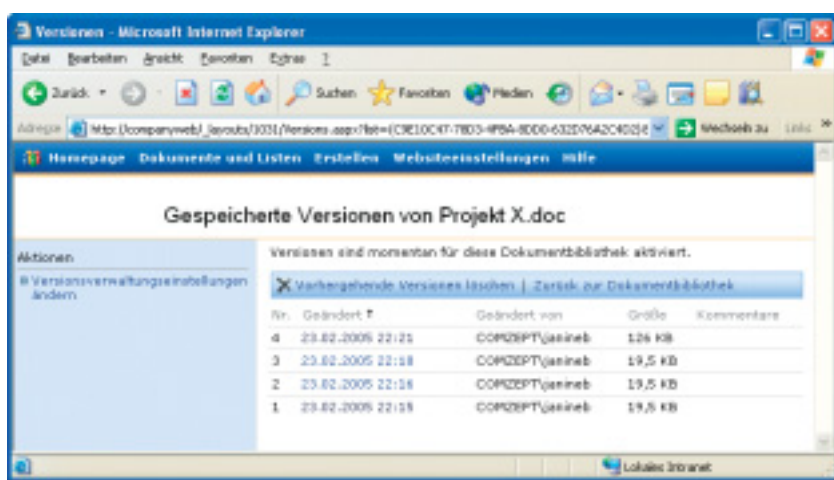 Versionen - Microsoft Internet Explorer
Datei Bearbeiten Ansicht Favoriten Extras ?
Zurück Suchen Favoriten Medien
Adresse Wechseln zu Links
Homepage Dokumente und Listen Erstellen Websiteeinstellungen Hilfe
Gespeicherte Versionen von Projekt X.doc
Aktionen
Versionsverwaltungseinstellungen
ändern
Versionen sind momentan für diese Dokumentbibliothek aktiviert.
Vorhergehende Versionen löschen | Zurück zur Dokumentbibliothek
Nr. Geändert Geändert von Größe Kommentare
4 23.02.2005 22:21 COMZEPT\janineb 126 KB
3 23.02.2005 22:18 COMZEPT\janineb 19,5 KB
2 23.02.2005 22:16 COMZEPT\janineb 19,5 KB
1 23.02.2005 22:15 COMZEPT\janineb 19,5 KB
Lokales Intranet